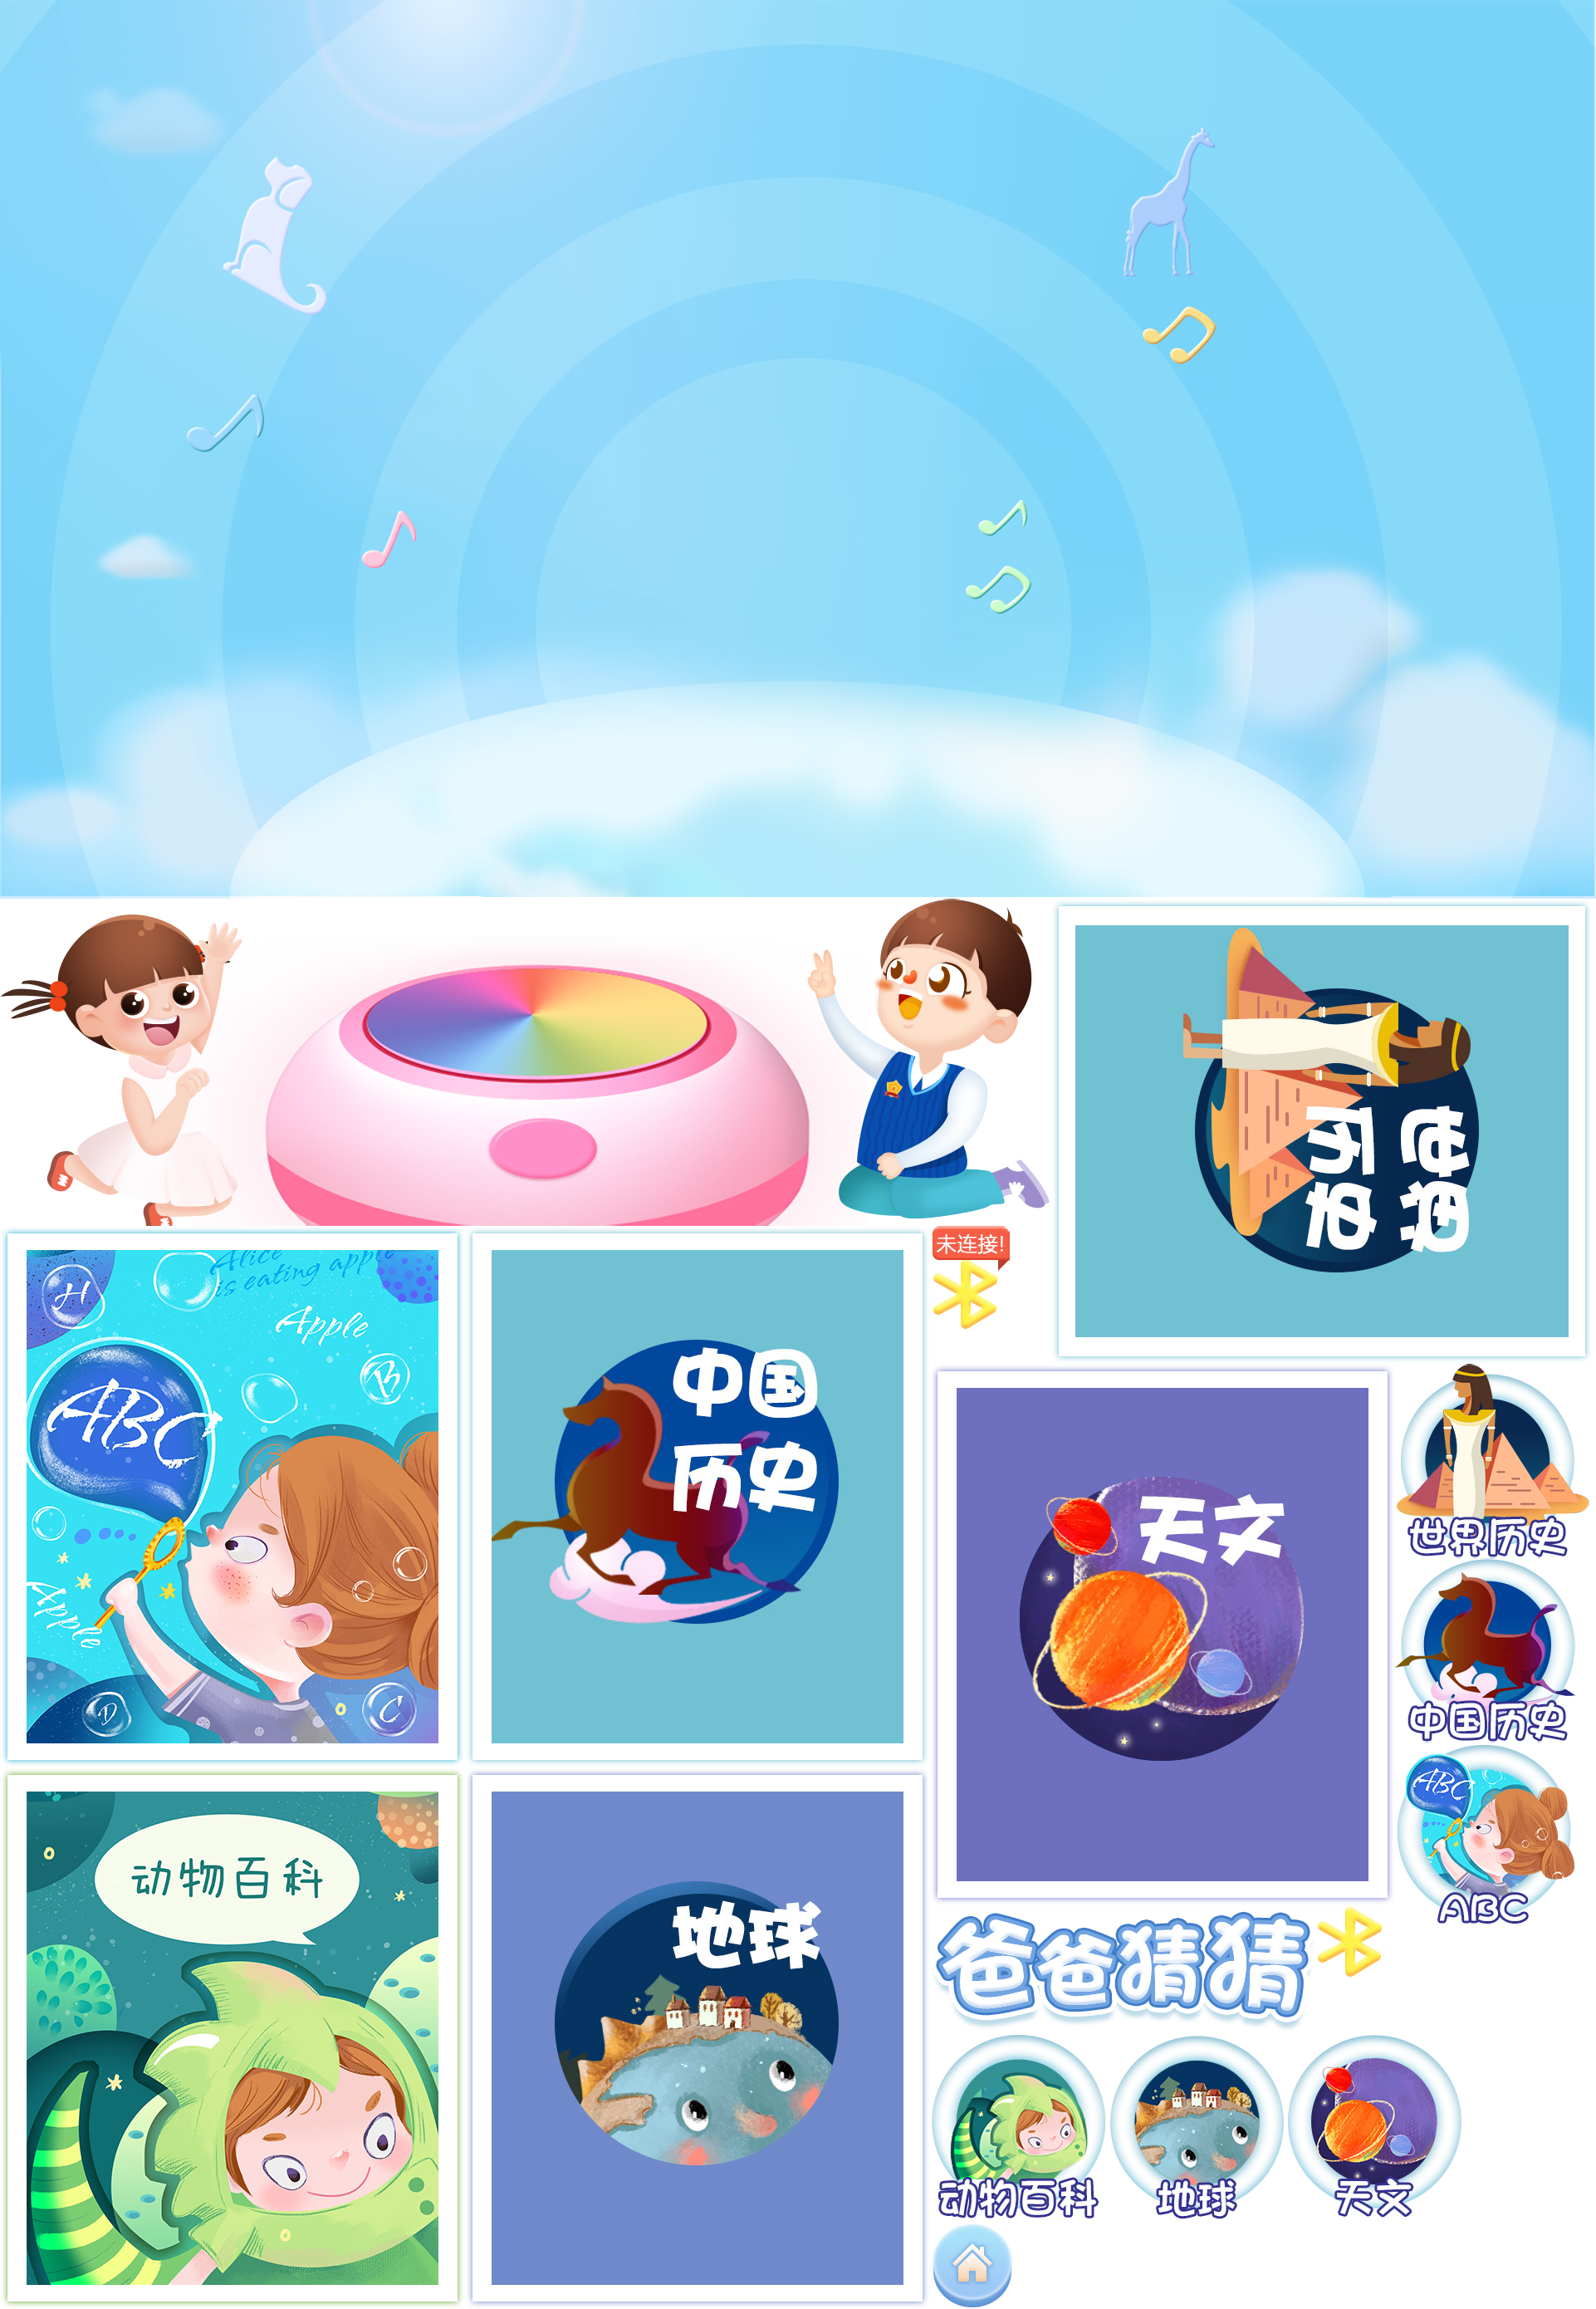 世界
历史
未连接!
H
Alice
is eating apple
Apple
B
ABC
Apple
D
C
中国
历史
天文
世界历史
中国历史
ABC
ABC
动物百科
地球
爸爸猜猜
动物百科
地球
天文